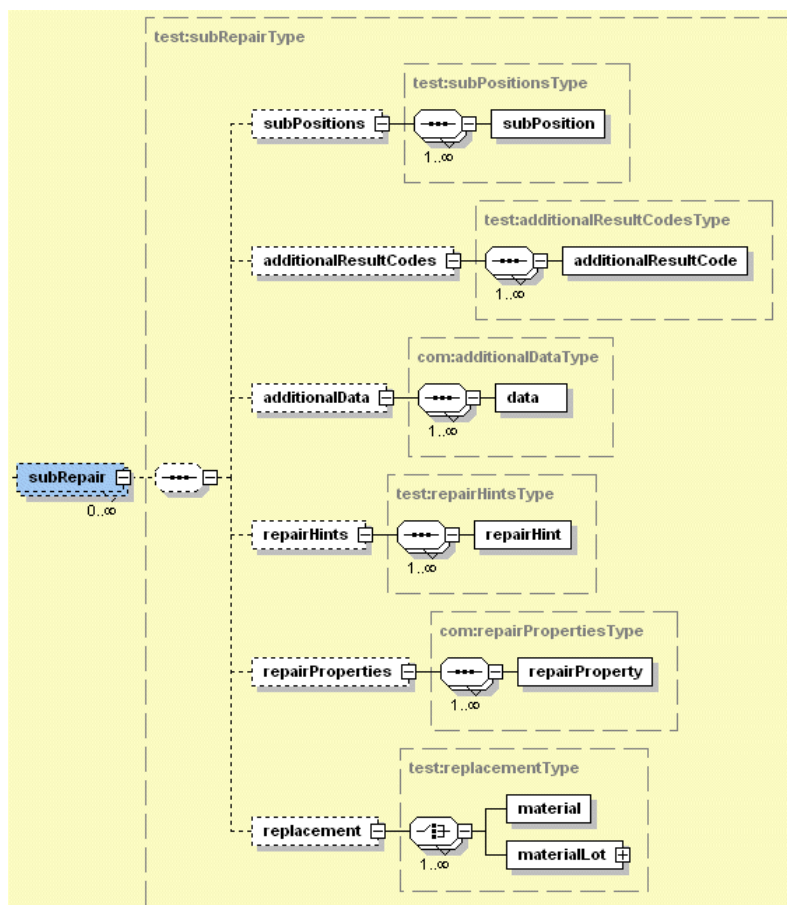 test:subRepairType
test:subPositionsType
subPositions
subPosition
1..∞
test:additionalResultCodesType
additionalResultCodes
additionalResultCode
1..∞
com:additionalDataType
additionalData
data
1..∞
subRepair
0..∞
test:repairHintsType
repairHints
repairHint
1..∞
com:repairPropertiesType
repairProperties
repairProperty
1..∞
test:replacementType
replacement
material
materialLot
1..∞